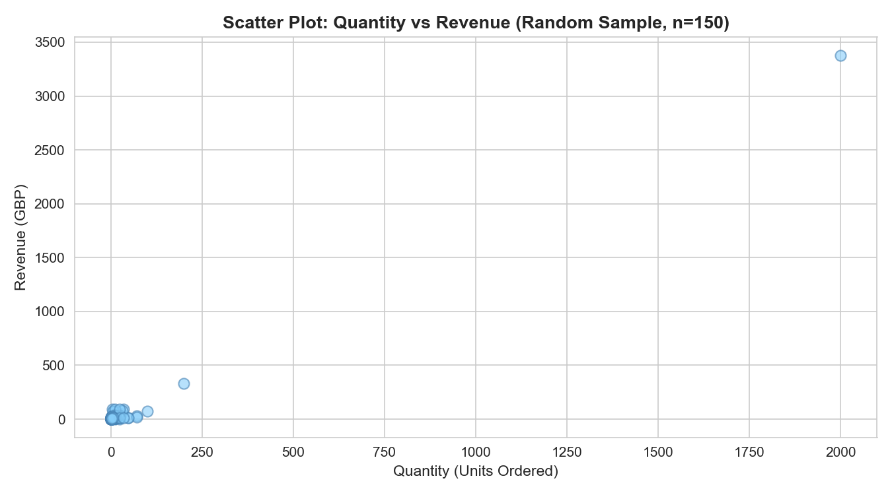 Scatter Plot: Quantity vs Revenue (Random Sample, n=150)
3500
3000
2500
2000
1500
1000
500
0
Revenue (GBP)
0 250 500 750 1000 1250 1500 1750 2000
Quantity (Units Ordered)